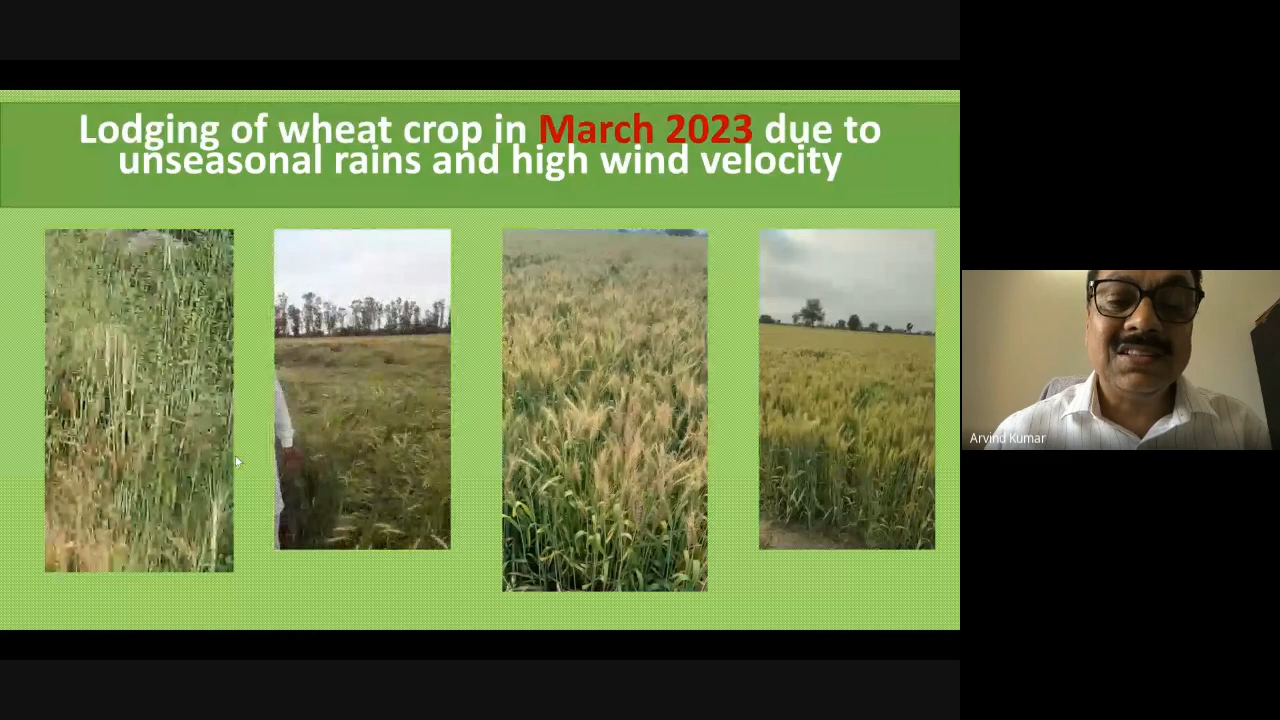 Lodging of wheat crop in March 2023 due to
unseasonal rains and high wind velocity
Arvind Kumar